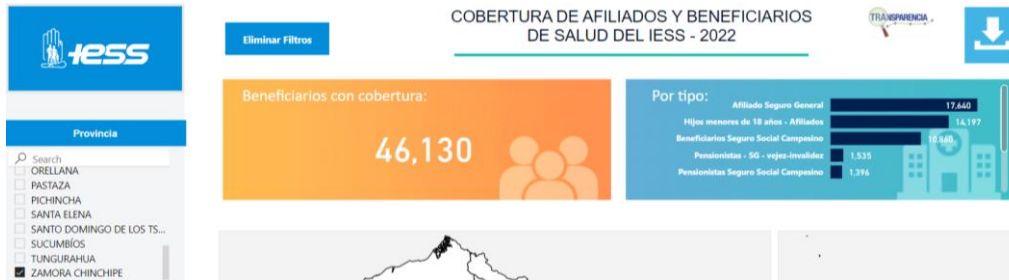 IESS
Provincia
Search
ORELLANA
PASTAZA
PICHINCHA
SANTA ELENA
SANTO DOMINGO DE LOS TS...
SUCUMBÍOS
TUNGURAHUA
ZAMORA CHINCHIPE
Eliminar Filtros
COBERTURA DE AFILIADOS Y BENEFICIARIOS
DE SALUD DEL IESS - 2022
TRANSPARENCIA
Beneficiarios con cobertura:
46,130
Por tipo:
Afiliado Seguro General 17,640
Hijos menores de 18 años - Afiliados 14,197
Beneficiarios Seguro Social Campesino 10,860
Pensionistas - SG - vejez-invalidez 1,535
Pensionistas Seguro Social Campesino 1,396